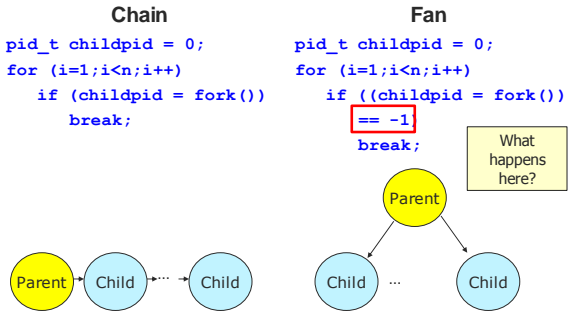 Chain
pid_t childpid = 0;
for (i=1;i<n;i++)
if (childpid = fork())
break;
Fan
pid_t childpid = 0;
for (i=1;i<n;i++)
if ((childpid = fork())
== -1)
break;
What
happens
here?
Parent
Child
...
Child
Parent
Child
...
Child